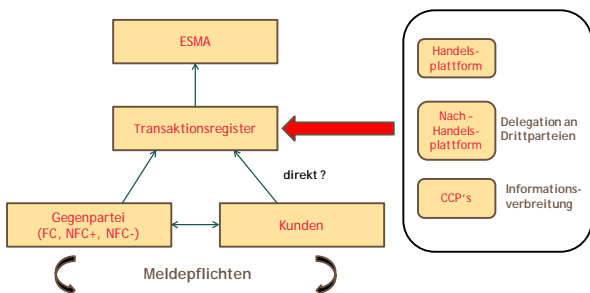 ESMA
Transaktionsregister
direkt ?
Gegenpartei
(FC, NFC+, NFC-)
Kunden
Meldepflichten
Handels-
plattform
Nach -
Handels-
plattform
Delegation an
Drittparteien
CCP's
Informations-
verbreitung